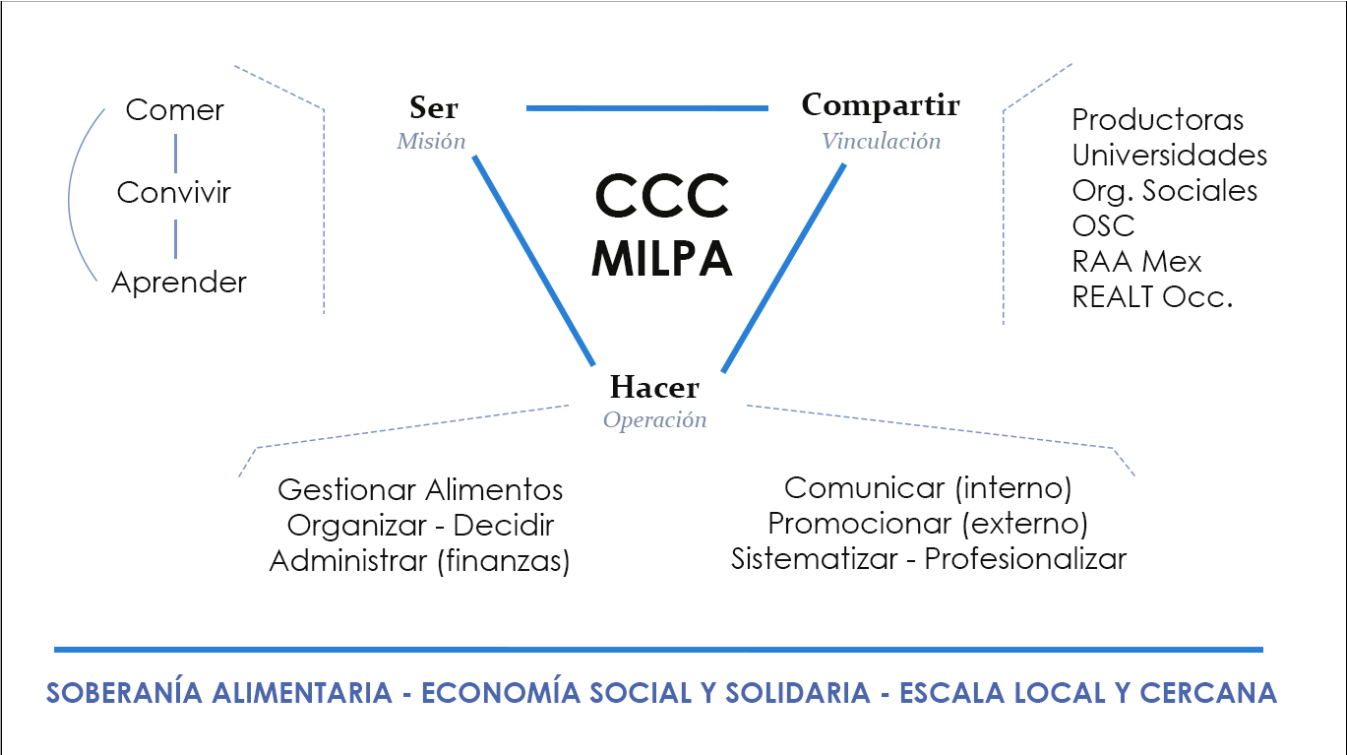 Comer
Convivir
Aprender
Ser
Misión
Compartir
Vinculación
CCC
MILPA
Productoras
Universidades
Org. Sociales
OSC
RAA Mex
REALT Occ.
Hacer
Operación
Gestionar Alimentos
Organizar - Decidir
Administrar (finanzas)
Comunicar (interno)
Promocionar (externo)
Sistematizar - Profesionalizar
SOBERANÍA ALIMENTARIA - ECONOMÍA SOCIAL Y SOLIDARIA - ESCALA LOCAL Y CERCANA